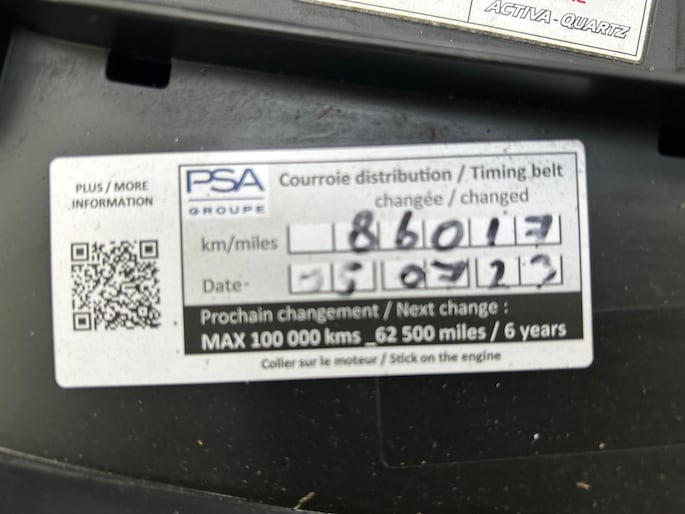 ACTIVA - QUARTZ
PLUS / MORE
INFORMATION
PSA
GROUPE
Courroie distribution / Timing belt
changée / changed
km/miles 86017
Date 05 07 23
Prochain changement / Next change :
MAX 100 000 kms _62 500 miles / 6 years
Coller sur le moteur / Stick on the engine